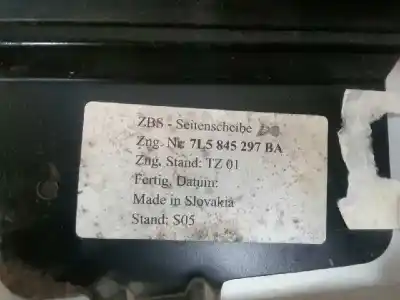 ZBS - Seitenscheibe
Zng. Nr: 7L5 845 297 BA
Zng. Stand: TZ 01
Fertig. Datum:
Made in Slovakia
Stand: S05